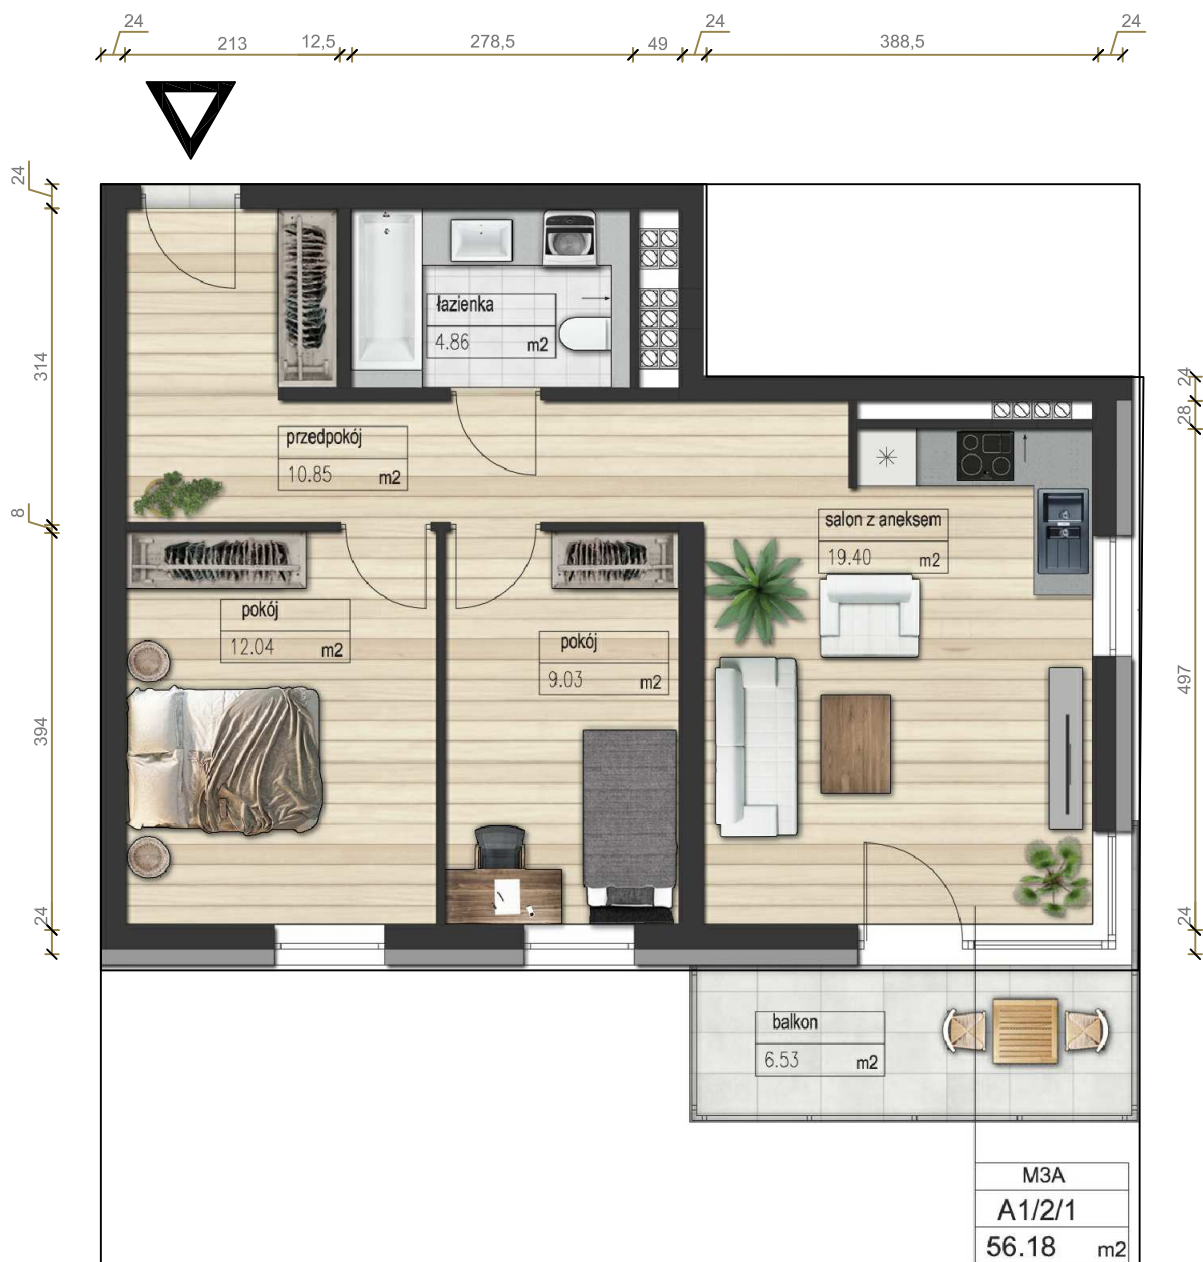 24
24
24
213
12,5
278,5
49
388,5
24
314
8
394
24
24
28
497
24
łazienka
4.86 m2
przedpokój
10.85 m2
salon z aneksem
19.40 m2
pokój
12.04 m2
pokój
9.03 m2
balkon
6.53 m2
M3A
A1/2/1
56.18 m2